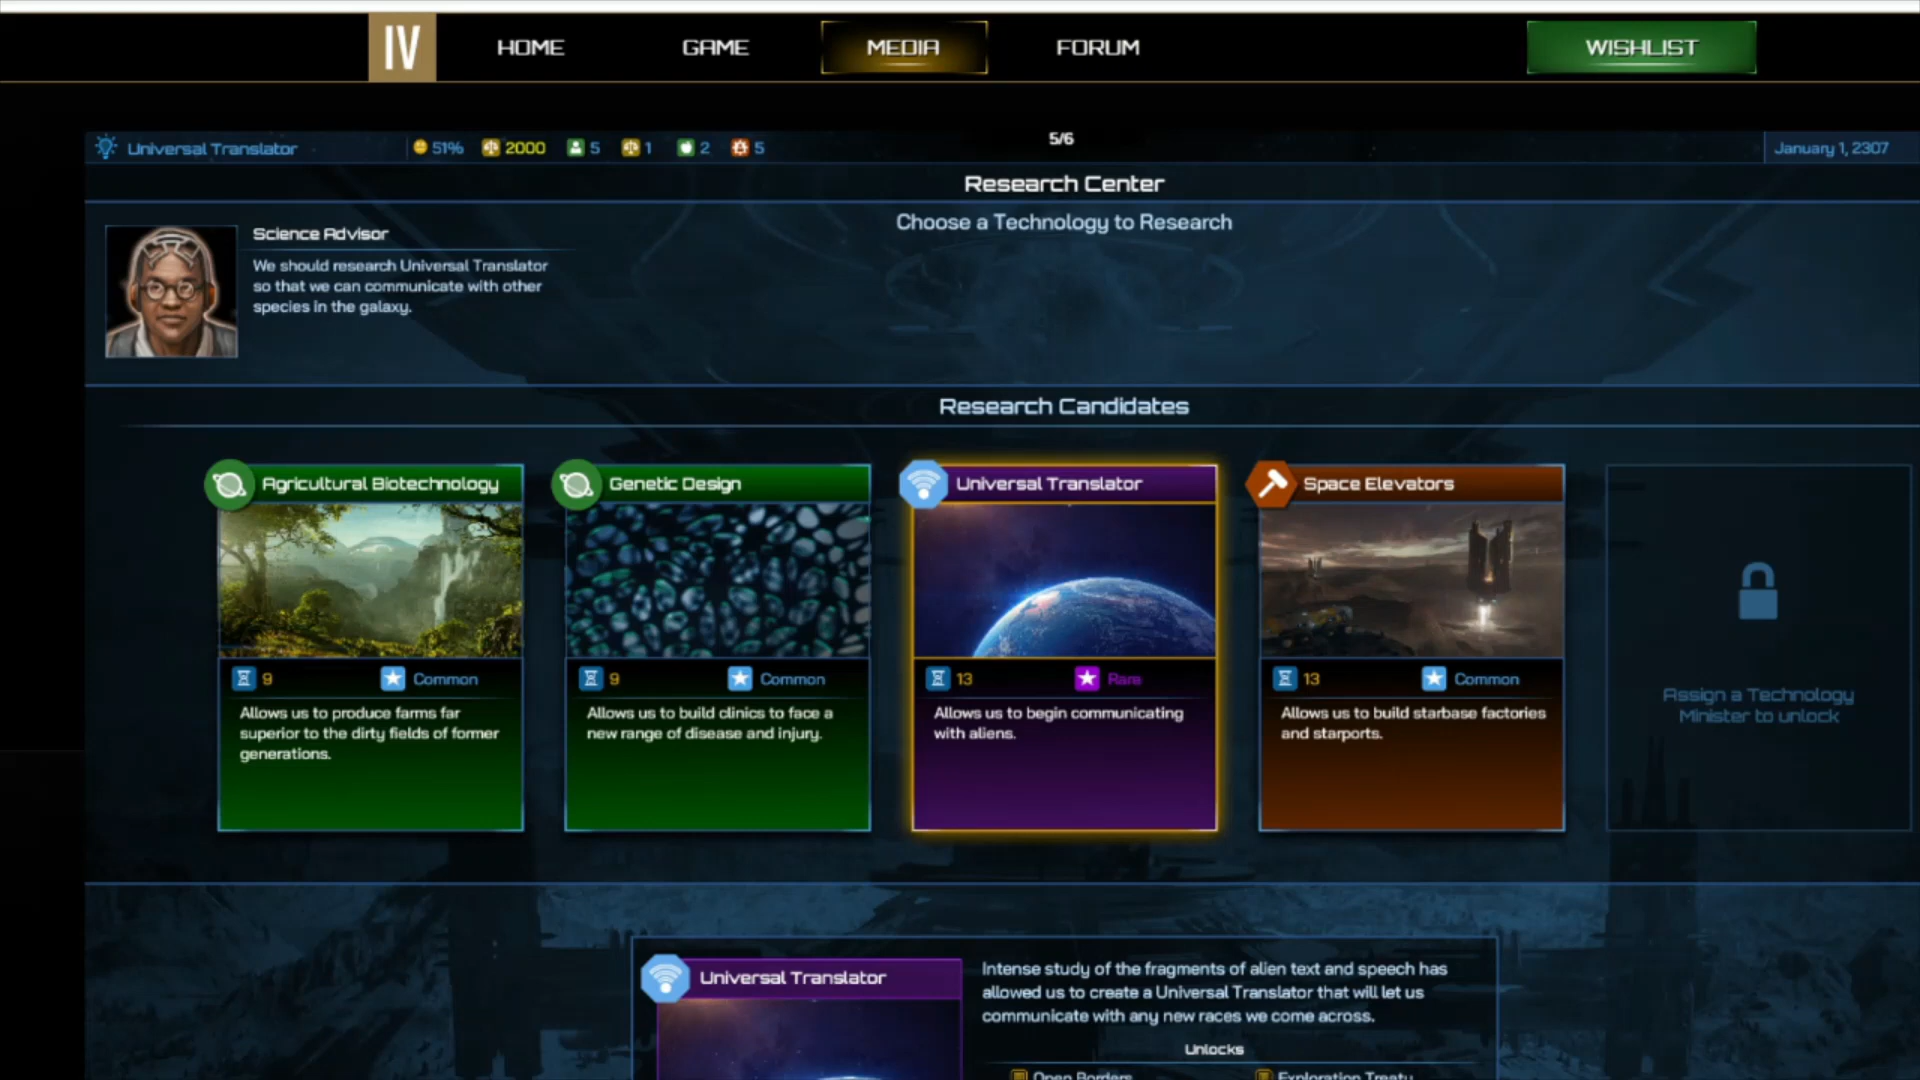 IV HOME GAME MEDIA FORUM WISHLIST
Universal Translator 51% 2000 5 1 2 5 5/6 January 1, 2307
Research Center
Choose a Technology to Research
Science Advisor
We should research Universal Translator
so that we can communicate with other
species in the galaxy.
Research Candidates
Agricultural Biotechnology
9 Common
Allows us to produce farms far
superior to the dirty fields of former
generations.
Genetic Design
9 Common
Allows us to build clinics to face a
new range of disease and injury.
Universal Translator
13 Rare
Allows us to begin communicating
with aliens.
Space Elevators
13 Common
Allows us to build starbase factories
and starports.
Assign a Technology
Minister to unlock
Universal Translator
Intense study of the fragments of alien text and speech has
allowed us to create a Universal Translator that will let us
communicate with any new races we come across.
Unlocks
Open Borders Exploration Treaty